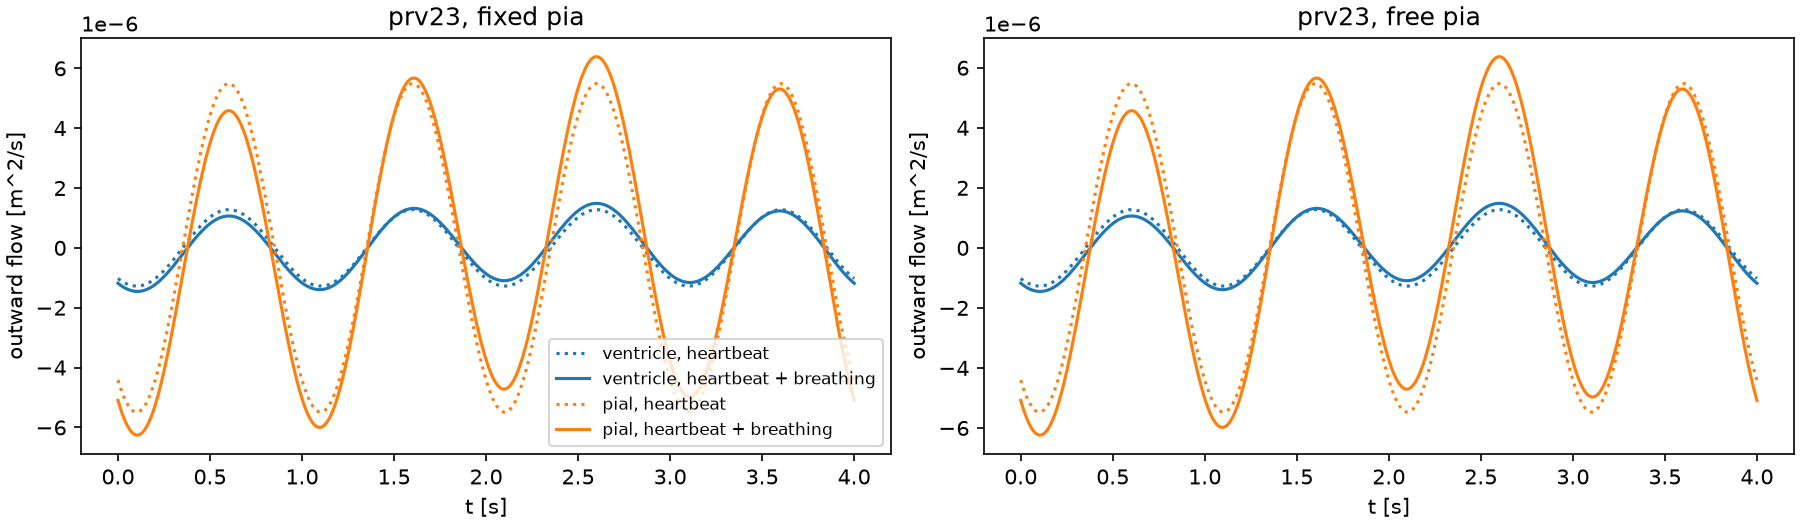 prv23, fixed pia
1e−6
outward flow [m^2/s]
6
4
2
0
−2
−4
−6
ventricle, heartbeat
ventricle, heartbeat + breathing
pial, heartbeat
pial, heartbeat + breathing
0.0 0.5 1.0 1.5 2.0 2.5 3.0 3.5 4.0
t [s]
prv23, free pia
1e−6
outward flow [m^2/s]
6
4
2
0
−2
−4
−6
0.0 0.5 1.0 1.5 2.0 2.5 3.0 3.5 4.0
t [s]